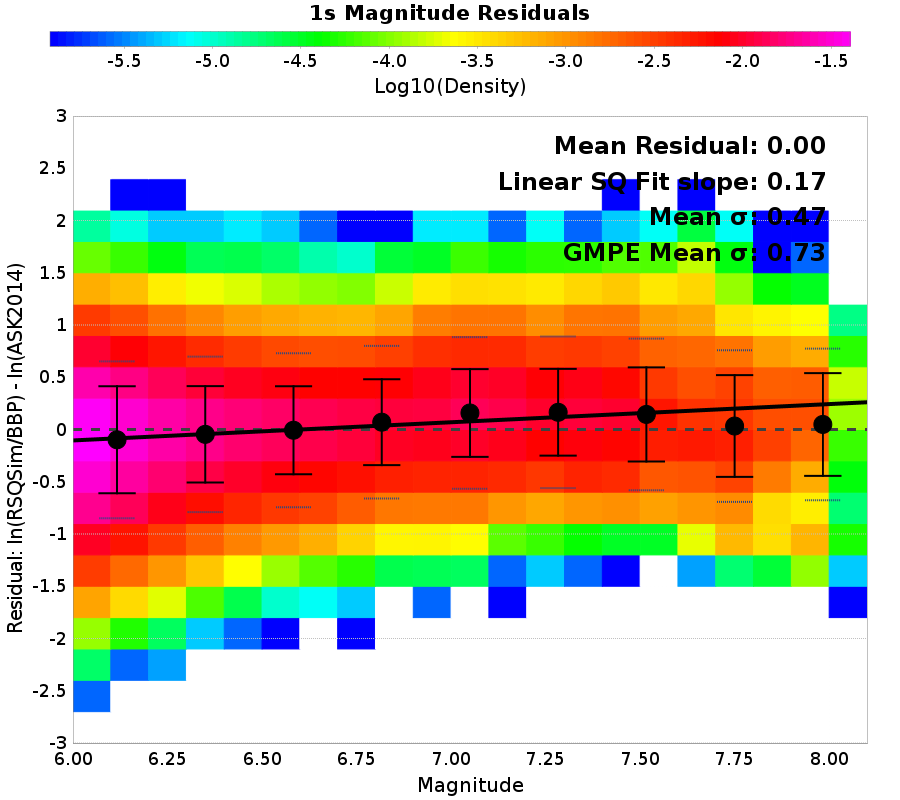 1s Magnitude Residuals
-5.5 -5.0 -4.5 -4.0 -3.5 -3.0 -2.5 -2.0 -1.5
Log10(Density)
Mean Residual: 0.00
Linear SQ Fit slope: 0.17
Mean σ: 0.47
GMPE Mean σ: 0.73
Residual: ln(RSQSim/BBP) - ln(ASK2014)
3
2.5
2
1.5
1
0.5
0
-0.5
-1
-1.5
-2
-2.5
-3
6.00 6.25 6.50 6.75 7.00 7.25 7.50 7.75 8.00
Magnitude